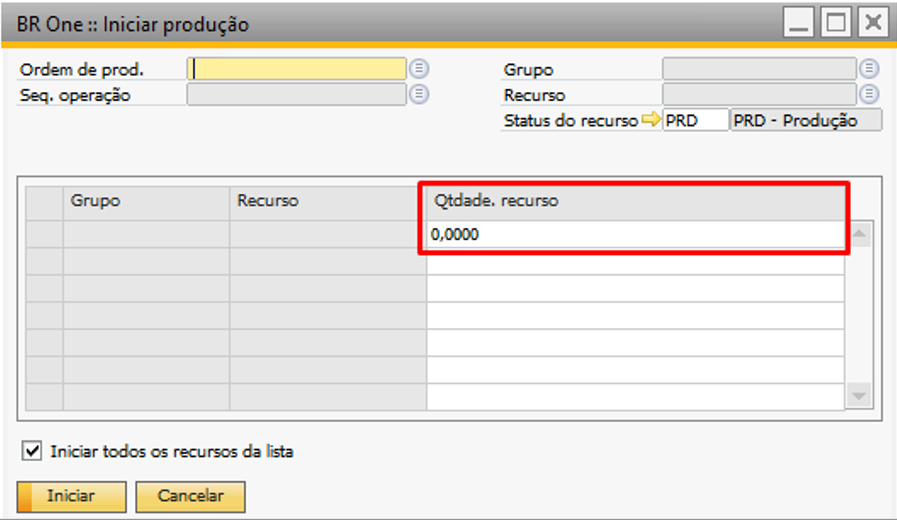 BR One :: Iniciar produção
Ordem de prod.
Grupo
Seq. operação
Recurso
Status do recurso PRD PRD - Produção
Grupo Recurso Qtdade. recurso
0,0000
Iniciar todos os recursos da lista
Iniciar Cancelar